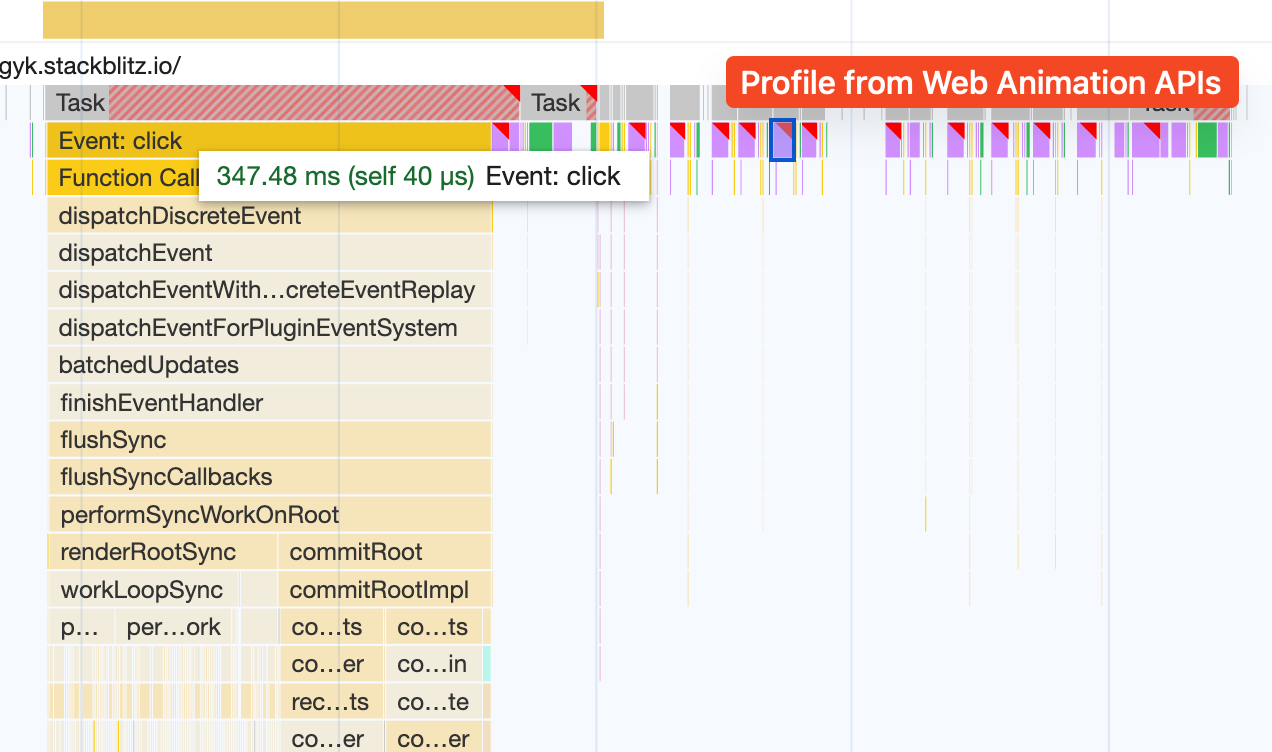 gyk.stackblitz.io/
Profile from Web Animation APIs
Task Task Task
Event: click
Function Call
347.48 ms (self 40 μs) Event: click
dispatchDiscreteEvent
dispatchEvent
dispatchEventWith…creteEventReplay
dispatchEventForPluginEventSystem
batchedUpdates
finishEventHandler
flushSync
flushSyncCallbacks
performSyncWorkOnRoot
renderRootSync commitRoot
workLoopSync commitRootImpl
p… per…ork co…ts co…ts
co…er co…in
rec…ts co…te
co…er co…er